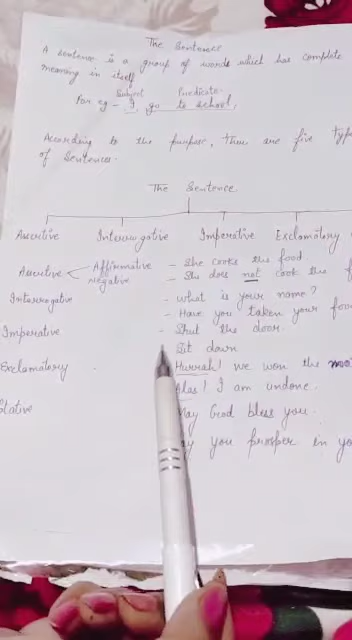 The Sentence
A sentence is a group of words which has complete
meaning in itself
Subject Predicate
For eg - I go to school.
According to the purpose, there are five type
of Sentences.
The Sentence
Assertive Interrogative Imperative Exclamatory
Assertive Affirmative - She cooks the food.
Negative - She does not cook the f
Interrogative - What is your name?
- Have you taken your
Imperative - Shut the door.
- Sit down
Exclamatory Hurrah! we won the
Alas! I am undone.
tative May God bless you.
ay you prosper in yo